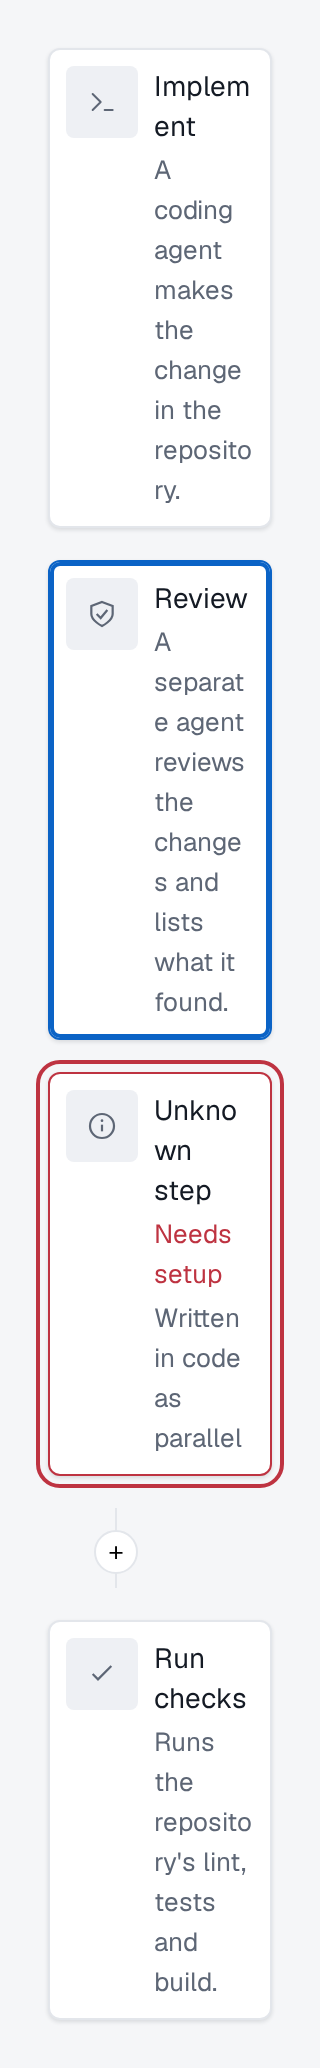 Implem
ent
A
coding
agent
makes
the
change
in the
reposito
ry.
Review
A
separat
e agent
reviews
the
change
s and
lists
what it
found.
Unkno
wn
step
Needs
setup
Written
in code
as
parallel
+
Run
checks
Runs
the
reposito
ry's lint,
tests
and
build.